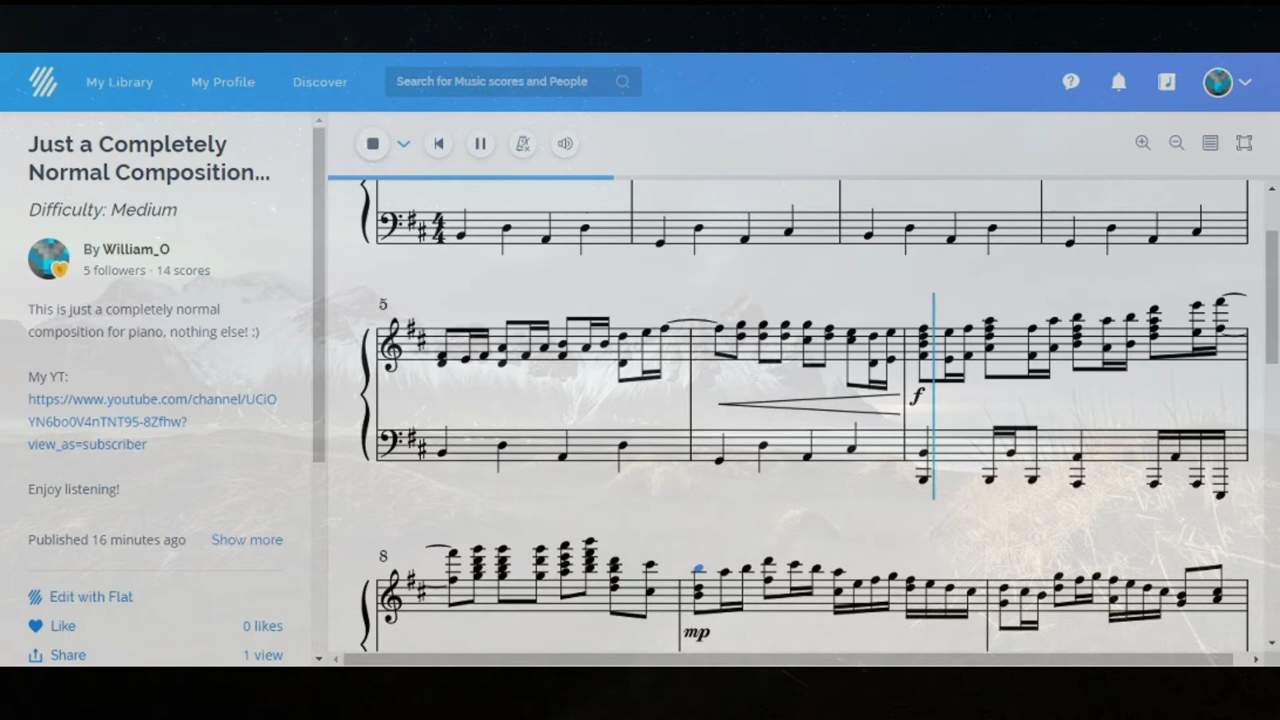 My Library
My Profile
Discover
Search for Music scores and People
Just a Completely
Normal Composition...
Difficulty: Medium
By William_O
5 followers · 14 scores
This is just a completely normal
composition for piano, nothing else! :)
My YT:
https://www.youtube.com/channel/UCiO
YN6bo0V4nTNT95-8Zfhw?
view_as=subscriber
Enjoy listening!
Published 16 minutes ago Show more
Edit with Flat
Like 0 likes
Share 1 view
4
4
5
f
8
mp